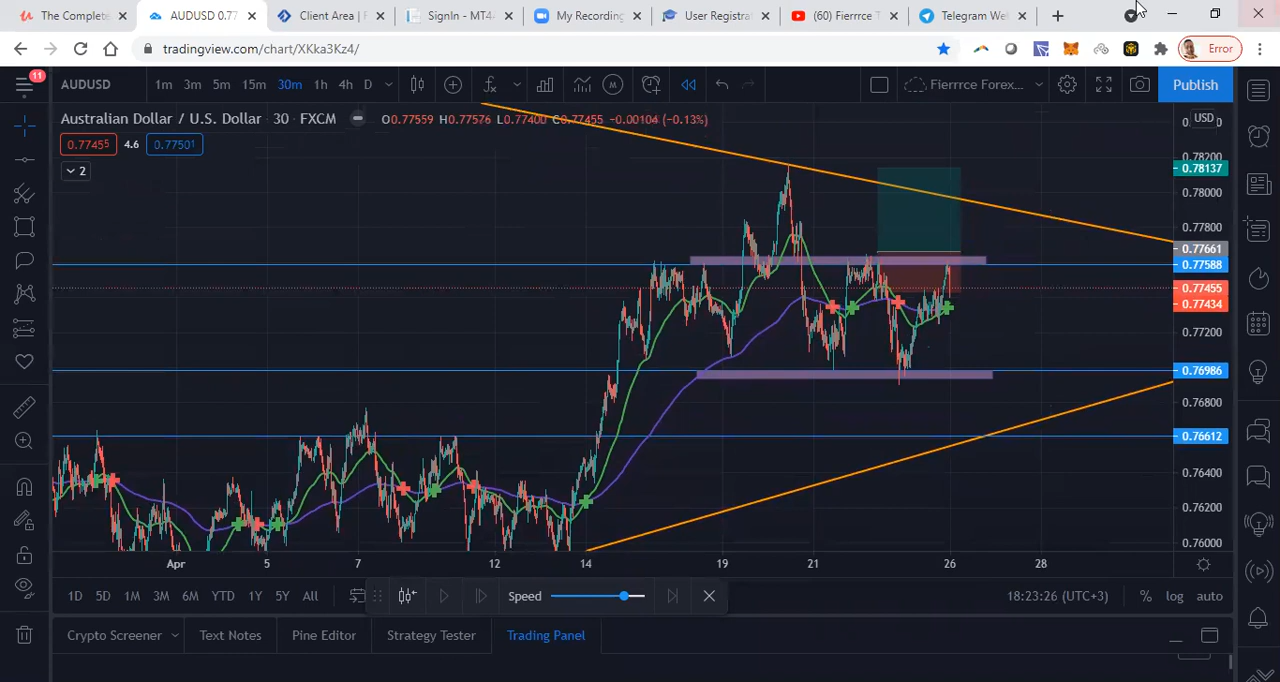 The Complete
AUDUSD 0.77
Client Area | F
SignIn - MT4
My Recording
User Registra
(60) Fierrrce T
Telegram We
tradingview.com/chart/XKka3Kz4/
Error
11
AUDUSD
1m 3m 5m 15m 30m 1h 4h D
Fierrrce Forex...
Publish
Australian Dollar / U.S. Dollar · 30 · FXCM
O0.77559 H0.77576 L0.77400 C0.77455 −0.00104 (−0.13%)
0.77455 4.6 0.77501
2
USD
0.78200
0.78137
0.78000
0.77800
0.77661
0.77588
0.77455
0.77434
0.77200
0.76986
0.76800
0.76612
0.76400
0.76200
0.76000
Apr 5 7 12 14 19 21 26 28
1D 5D 1M 3M 6M YTD 1Y 5Y All
Speed
18:23:26 (UTC+3)
% log auto
Crypto Screener Text Notes Pine Editor Strategy Tester Trading Panel